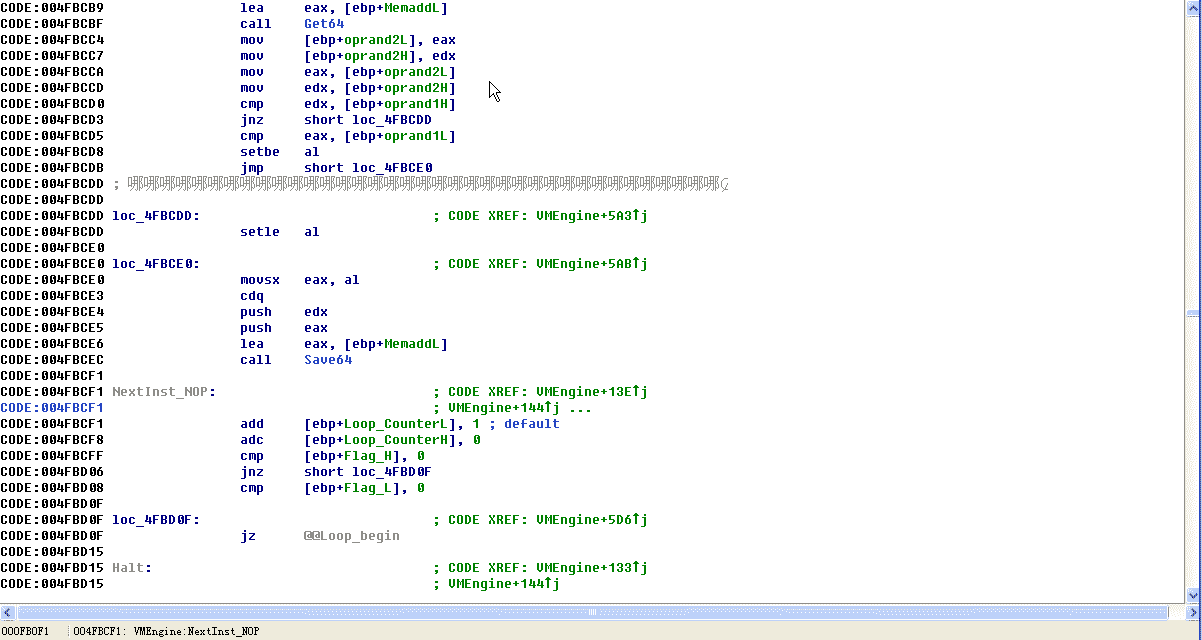 CODE:004FBCB9 lea eax, [ebp+MemaddL]
CODE:004FBCBF call Get64
CODE:004FBCC4 mov [ebp+oprand2L], eax
CODE:004FBCC7 mov [ebp+oprand2H], edx
CODE:004FBCCA mov eax, [ebp+oprand2L]
CODE:004FBCCD mov edx, [ebp+oprand2H]
CODE:004FBCD0 cmp edx, [ebp+oprand1H]
CODE:004FBCD3 jnz short loc_4FBCDD
CODE:004FBCD5 cmp eax, [ebp+oprand1L]
CODE:004FBCD8 setbe al
CODE:004FBCDB jmp short loc_4FBCE0
CODE:004FBCDD ;
CODE:004FBCDD
CODE:004FBCDD loc_4FBCDD: ; CODE XREF: VMEngine+5A3↑j
CODE:004FBCDD setle al
CODE:004FBCE0
CODE:004FBCE0 loc_4FBCE0: ; CODE XREF: VMEngine+5AB↑j
CODE:004FBCE0 movsx eax, al
CODE:004FBCE3 cdq
CODE:004FBCE4 push edx
CODE:004FBCE5 push eax
CODE:004FBCE6 lea eax, [ebp+MemaddL]
CODE:004FBCEC call Save64
CODE:004FBCF1
CODE:004FBCF1 NextInst_NOP: ; CODE XREF: VMEngine+13E↑j
CODE:004FBCF1 ; VMEngine+144↑j ...
CODE:004FBCF1 add [ebp+Loop_CounterL], 1 ; default
CODE:004FBCF8 adc [ebp+Loop_CounterH], 0
CODE:004FBCFF cmp [ebp+Flag_H], 0
CODE:004FBD06 jnz short loc_4FBD0F
CODE:004FBD08 cmp [ebp+Flag_L], 0
CODE:004FBD0F
CODE:004FBD0F loc_4FBD0F: ; CODE XREF: VMEngine+5D6↑j
CODE:004FBD0F jz @@Loop_begin
CODE:004FBD15
CODE:004FBD15 Halt: ; CODE XREF: VMEngine+133↑j
CODE:004FBD15 ; VMEngine+144↑j
000FB0F1 004FBCF1: VMEngine:NextInst_NOP